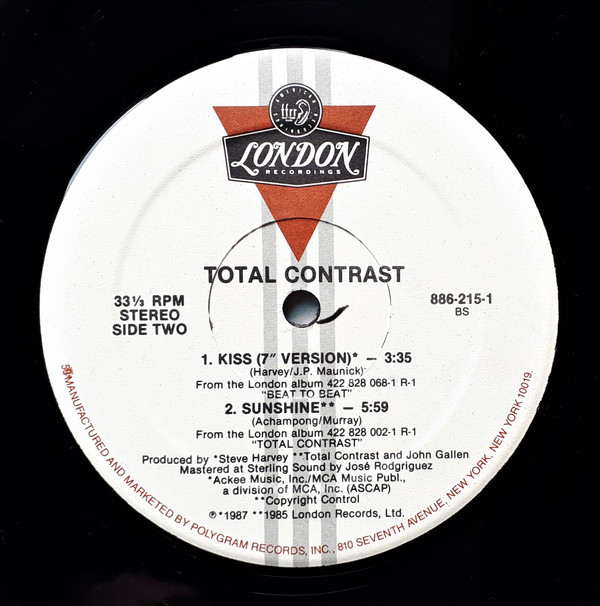 AMERICAN
LONDON
RECORDINGS
TOTAL CONTRAST
33⅓ RPM
STEREO
SIDE TWO
886-215-1
BS
1. KISS (7″ VERSION)* — 3:35
(Harvey/J.P. Maunick)
From the London album 422 828 068-1 R-1
"BEAT TO BEAT"
2. SUNSHINE** — 5:59
(Achampong/Murray)
From the London album 422 828 002-1 R-1
"TOTAL CONTRAST"
Produced by *Steve Harvey **Total Contrast and John Gallen
Mastered at Sterling Sound by José Rodgriguez
*Ackee Music, Inc./MCA Music Publ.,
a division of MCA, Inc. (ASCAP)
**Copyright Control
℗ *1987 **1985 London Records, Ltd.
MANUFACTURED AND MARKETED BY POLYGRAM RECORDS, INC., 810 SEVENTH AVENUE, NEW YORK, NEW YORK 10019.